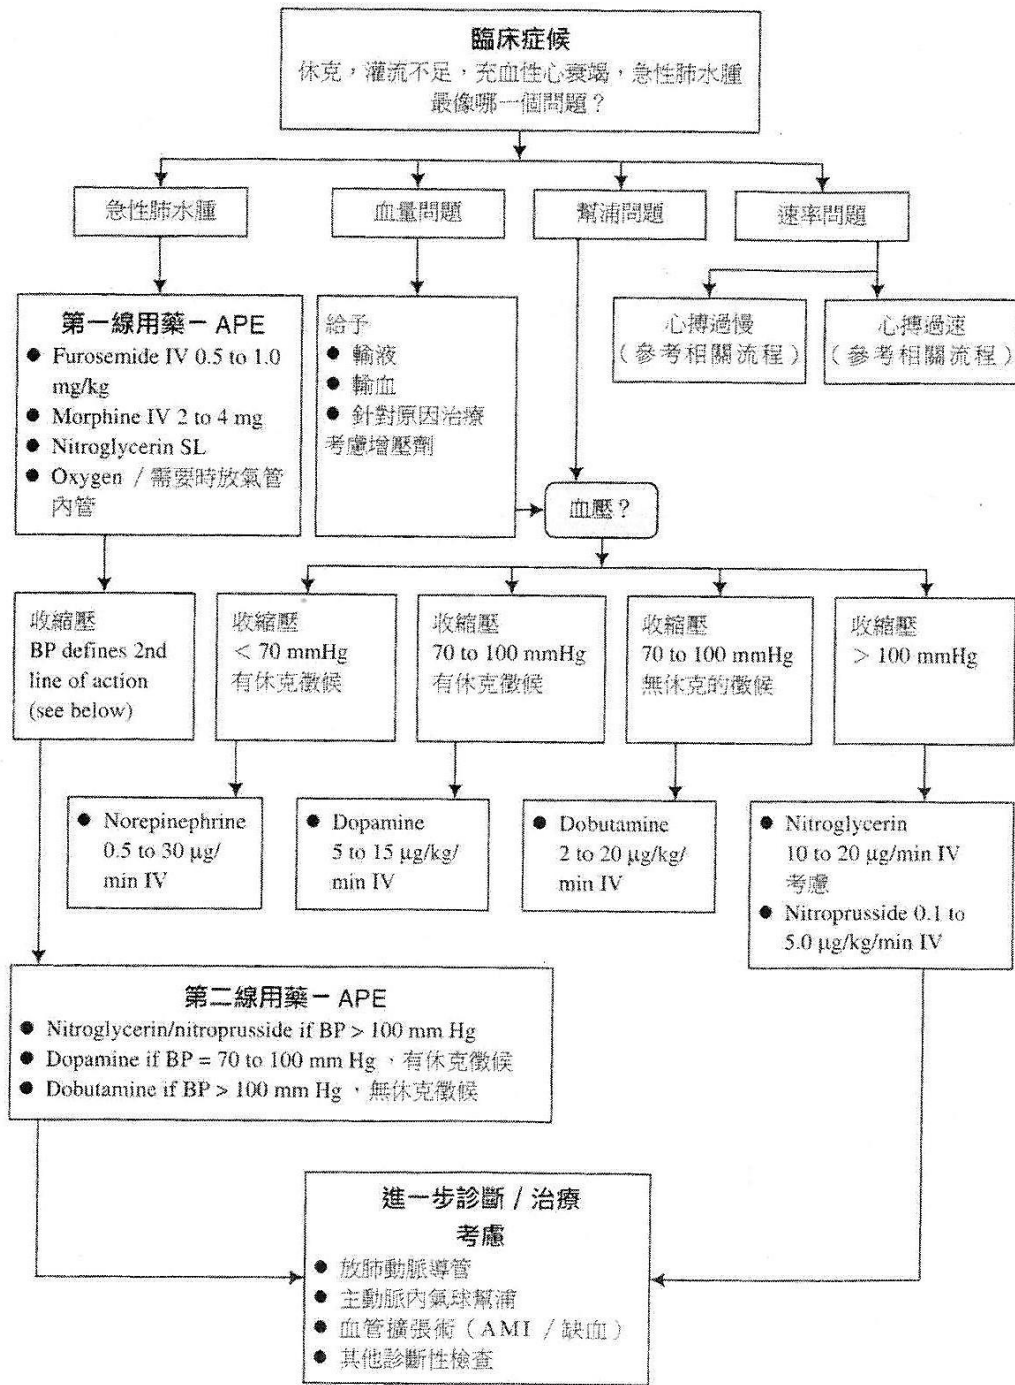 臨床症候
休克，灌流不足，充血性心衰竭，急性肺水腫
最像哪一個問題？
急性肺水腫
血量問題
幫浦問題
速率問題
第一線用藥－APE
● Furosemide IV 0.5 to 1.0
mg/kg
● Morphine IV 2 to 4 mg
● Nitroglycerin SL
● Oxygen / 需要時放氣管
內管
給予
● 輸液
● 輸血
● 針對原因治療
考慮增壓劑
心搏過慢
（參考相關流程）
心搏過速
（參考相關流程）
血壓？
收縮壓
BP defines 2nd
line of action
(see below)
收縮壓
< 70 mmHg
有休克徵候
收縮壓
70 to 100 mmHg
有休克徵候
收縮壓
70 to 100 mmHg
無休克的徵候
收縮壓
> 100 mmHg
● Norepinephrine
0.5 to 30 μg/
min IV
● Dopamine
5 to 15 μg/kg/
min IV
● Dobutamine
2 to 20 μg/kg/
min IV
● Nitroglycerin
10 to 20 μg/min IV
考慮
● Nitroprusside 0.1 to
5.0 μg/kg/min IV
第二線用藥－APE
● Nitroglycerin/nitroprusside if BP > 100 mm Hg
● Dopamine if BP = 70 to 100 mm Hg，有休克徵候
● Dobutamine if BP > 100 mm Hg，無休克徵候
進一步診斷 / 治療
考慮
● 放肺動脈導管
● 主動脈內氣球幫浦
● 血管擴張術（AMI / 缺血）
● 其他診斷性檢查